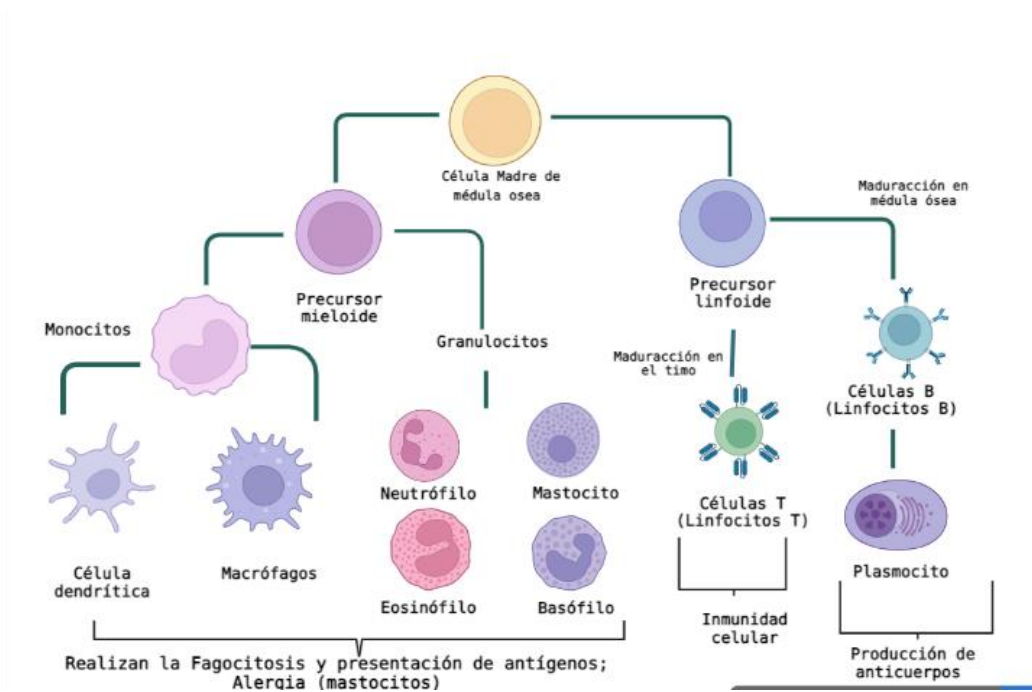 Célula Madre de
médula osea
Maduracción en
médula ósea
Precursor
mieloide
Precursor
linfoide
Monocitos
Granulocitos
Maduracción en
el timo
Células B
(Linfocitos B)
Neutrófilo
Mastocito
Células T
(Linfocitos T)
Célula
dendrítica
Macrófagos
Eosinófilo
Basófilo
Plasmocito
Inmunidad
celular
Producción de
anticuerpos
Realizan la Fagocitosis y presentación de antígenos;
Alergia (mastocitos)